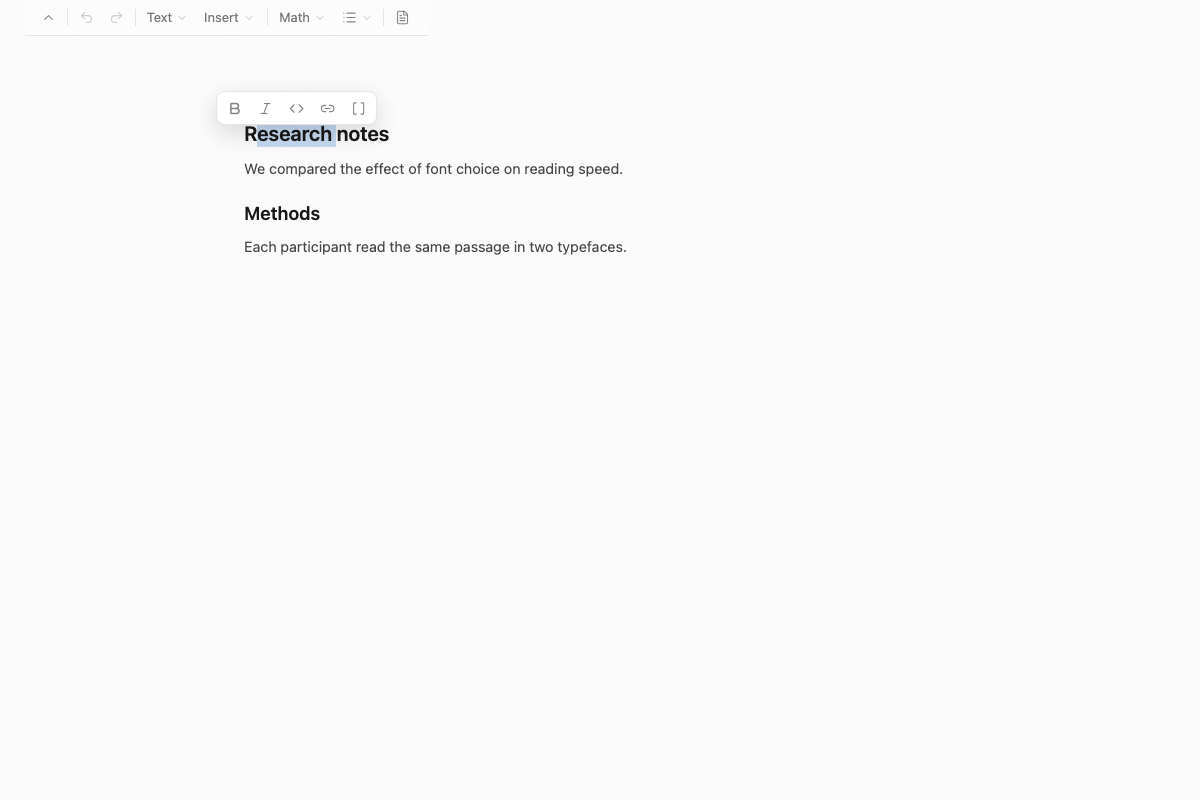 Text Insert Math
Research notes
We compared the effect of font choice on reading speed.
Methods
Each participant read the same passage in two typefaces.